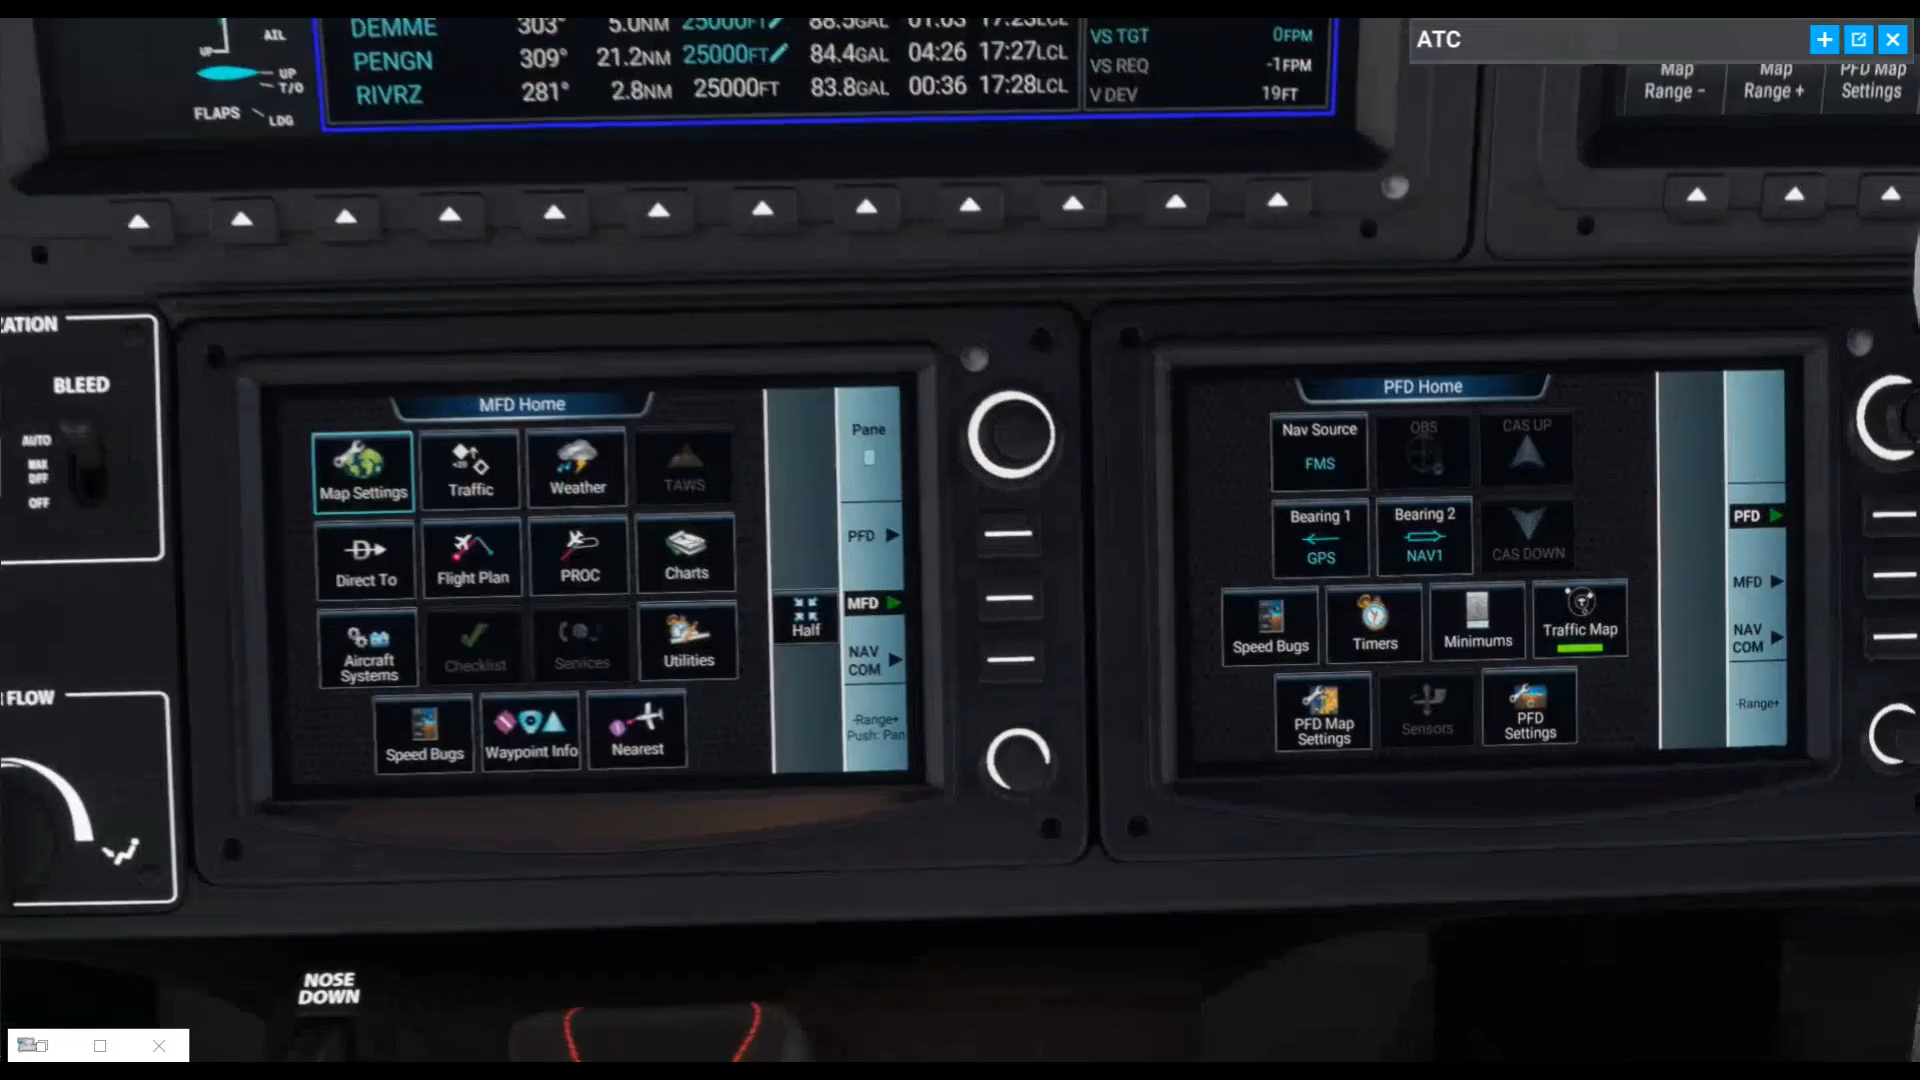 DEMME 303° 5.0NM 25000FT 88.5GAL 01:03 17:23LCL
PENGN 309° 21.2NM 25000FT 84.4GAL 04:26 17:27LCL
RIVRZ 281° 2.8NM 25000FT 83.8GAL 00:36 17:28LCL
VS TGT 0FPM
VS REQ -1FPM
V DEV 19FT
AIL
UP
UP
T/O
FLAPS
LDG
ATC
Map Range -
Map Range +
PFD Map Settings
ZATION
BLEED
AUTO
MAX DIFF
OFF
FLOW
MFD Home
Map Settings
Traffic
Weather
TAWS
Direct To
Flight Plan
PROC
Charts
Aircraft Systems
Checklist
Services
Utilities
Speed Bugs
Waypoint Info
Nearest
Half
Pane
PFD
MFD
NAV COM
-Range+
Push: Pan
PFD Home
Nav Source
FMS
OBS
CAS UP
Bearing 1
GPS
Bearing 2
NAV1
CAS DOWN
Speed Bugs
Timers
Minimums
Traffic Map
PFD Map Settings
Sensors
PFD Settings
PFD
MFD
NAV COM
-Range+
NOSE DOWN